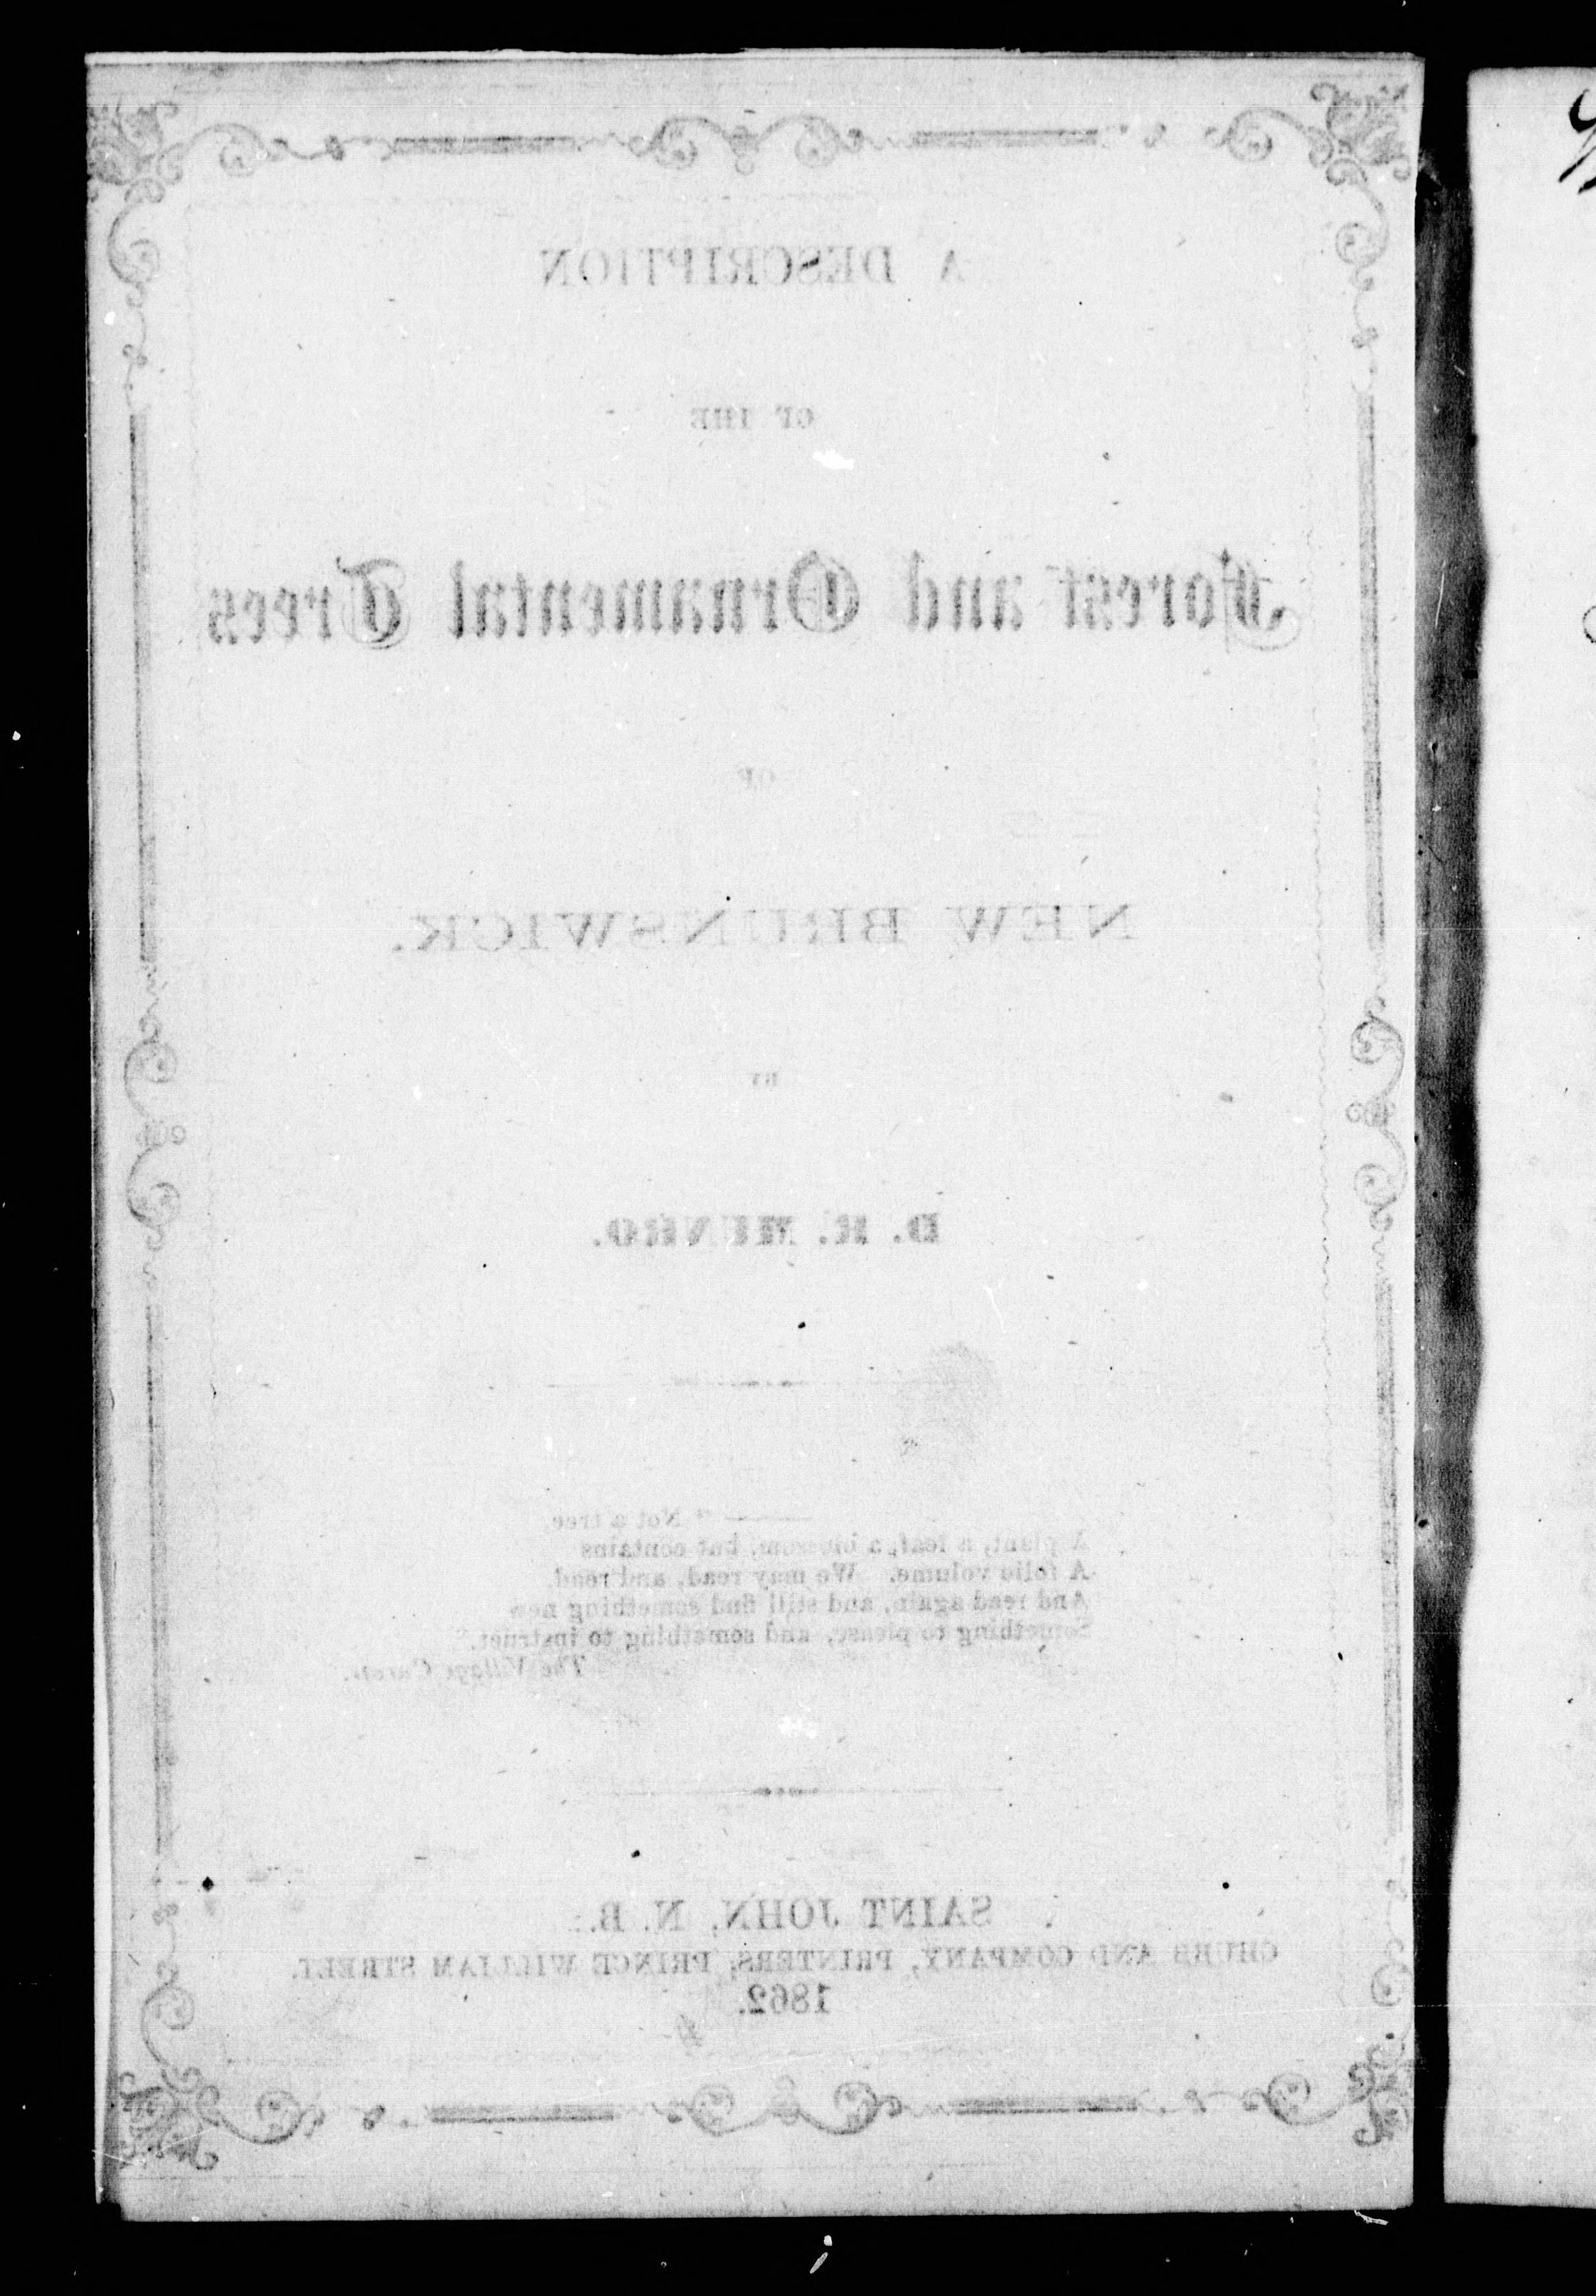 A DESCRIPTION
OF THE
Forest and Ornamental Trees
OF
NEW BRUNSWICK.
BY
D. R. MUNRO.
"Not a tree,
A plant, a leaf, a blossom, but contains
A folio volume. We may read, and read,
And read again, and still find something new
Something to please, and something to instruct."
The Village
SAINT JOHN, N. B.:
CHUBB AND COMPANY, PRINTERS, PRINCE WILLIAM STREET.
1862.